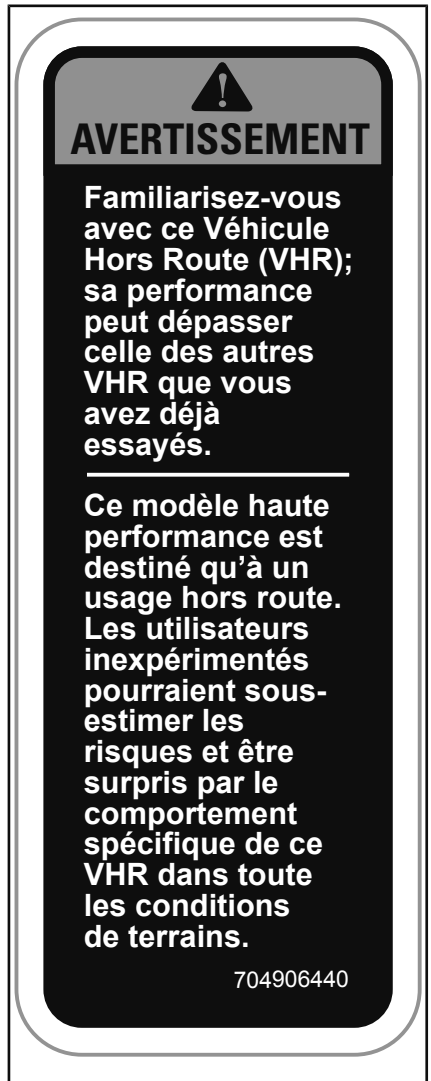 AVERTISSEMENT
Familiarisez-vous
avec ce Véhicule
Hors Route (VHR);
sa performance
peut dépasser
celle des autres
VHR que vous
avez déjà
essayés.
Ce modèle haute
performance est
destiné qu’à un
usage hors route.
Les utilisateurs
inexpérimentés
pourraient sous-
estimer les
risques et être
surpris par le
comportement
spécifique de ce
VHR dans toute
les conditions
de terrains.
704906440